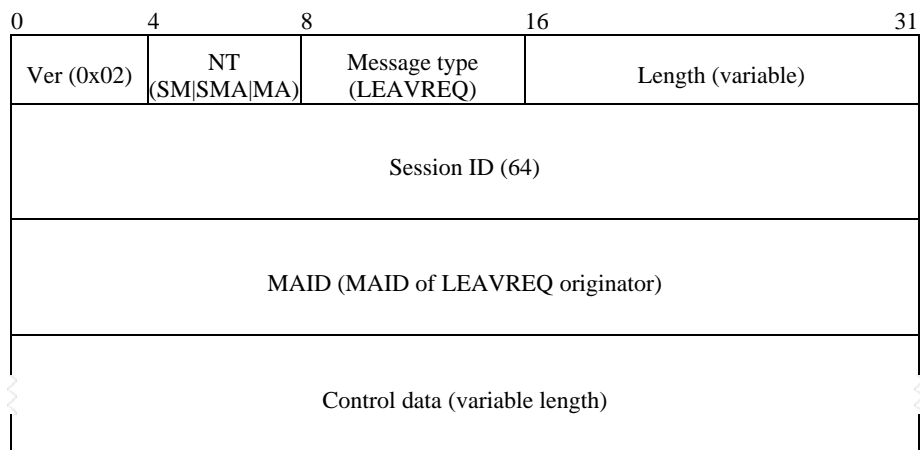 0 4 8 16 31
Ver (0x02) NT (SM|SMA|MA) Message type (LEAVREQ) Length (variable)
Session ID (64)
MAID (MAID of LEAVREQ originator)
Control data (variable length)